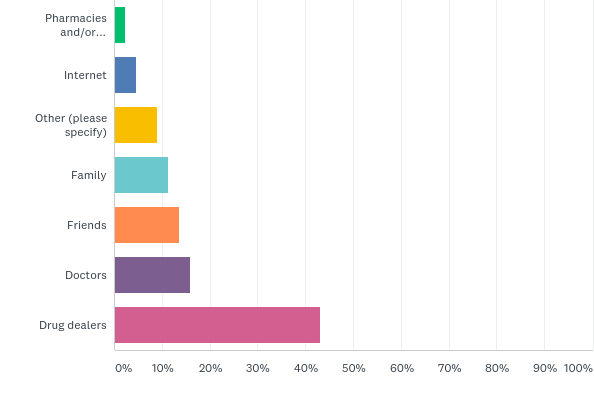 Pharmacies
and/or...
Internet
Other (please
specify)
Family
Friends
Doctors
Drug dealers
0% 10% 20% 30% 40% 50% 60% 70% 80% 90% 100%